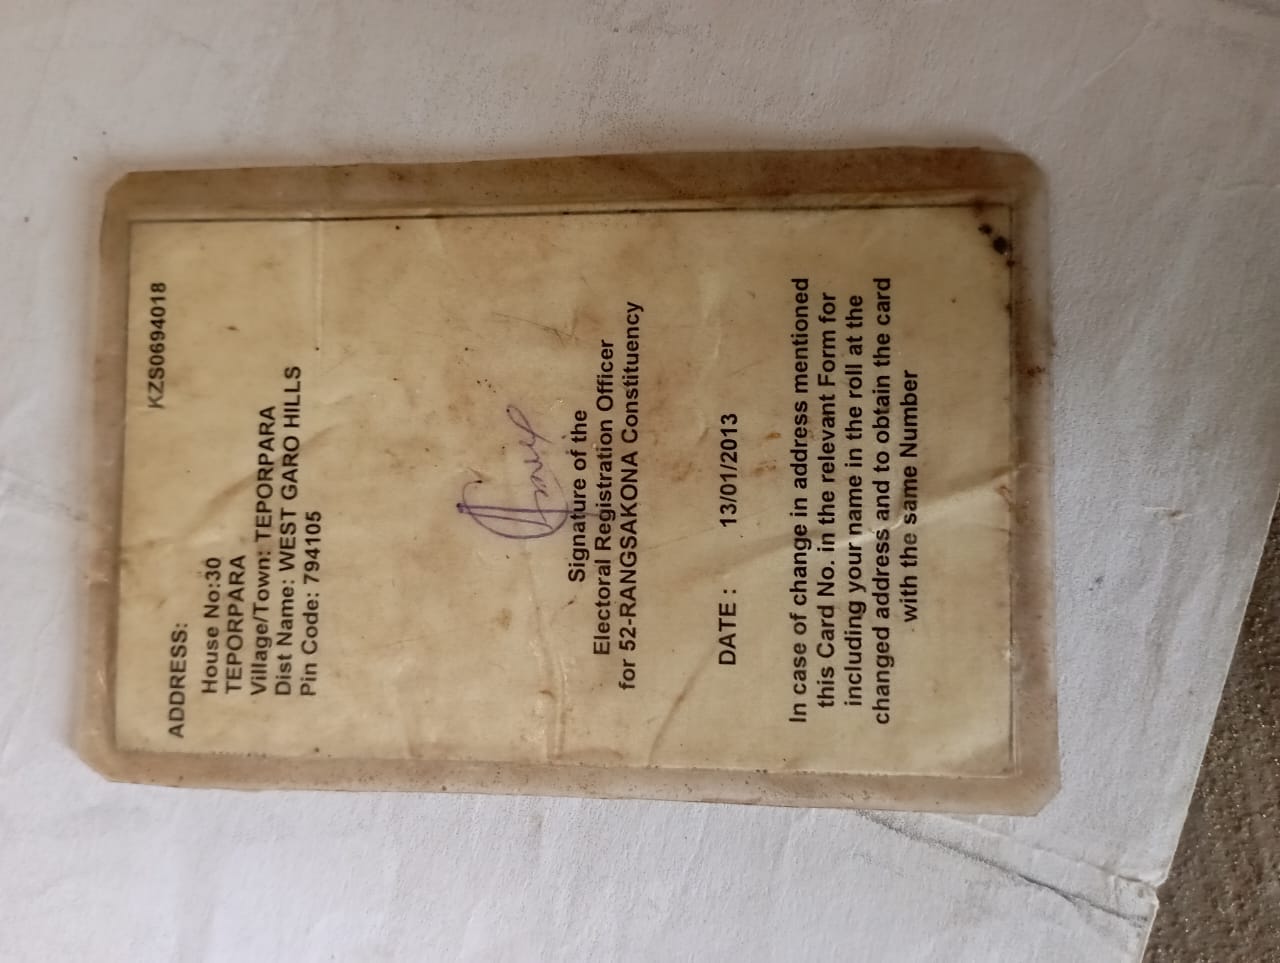 KZS0694018
ADDRESS:
House No:30
TEPORPARA
Village/Town: TEPORPARA
Dist Name: WEST GARO HILLS
Pin Code: 794105
Signature of the
Electoral Registration Officer
for 52-RANGSAKONA Constituency
DATE : 13/01/2013
In case of change in address mentioned
this Card No. in the relevant Form for
including your name in the roll at the
changed address and to obtain the card
with the same Number